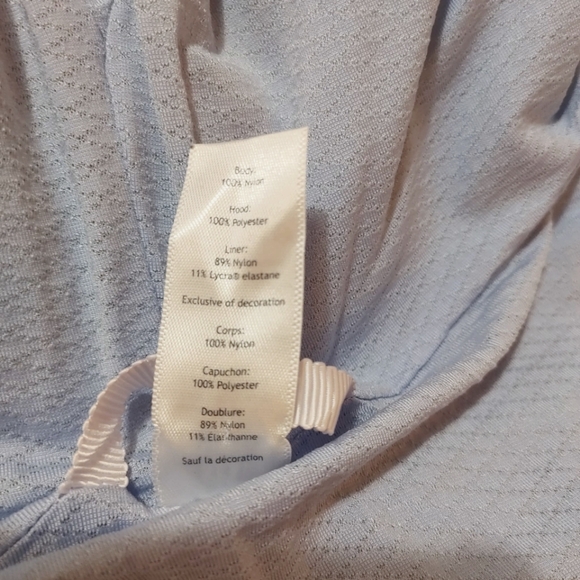 Body:
100% Nylon
Hood:
100% Polyester
Liner:
89% Nylon
11% Lycra® elastane
Exclusive of decoration
Corps:
100% Nylon
Capuchon:
100% Polyester
Doublure:
89% Nylon
11% Élasthanne
Sauf la décoration